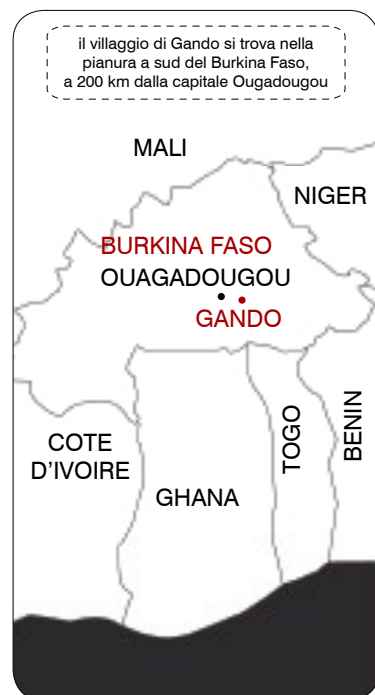 il villaggio di Gando si trova nella
pianura a sud del Burkina Faso,
a 200 km dalla capitale Ougadougou
MALI
NIGER
BURKINA FASO
OUAGADOUGOU
GANDO
COTE
D'IVOIRE
GHANA
TOGO
BENIN